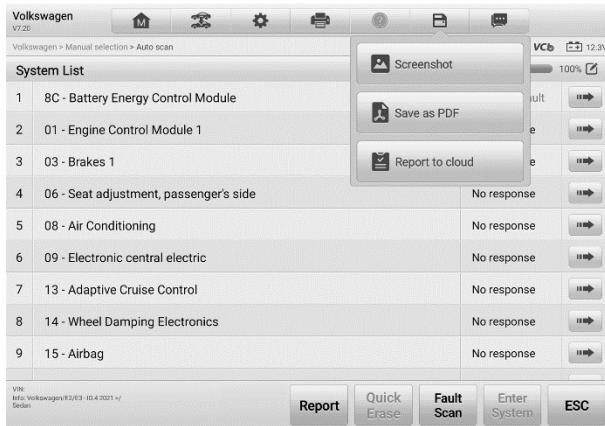 Volkswagen
V7.20
M
?
Volkswagen > Manual selection > Auto scan
VCb
12.3V
System List
100%
Screenshot
Save as PDF
Report to cloud
1 8C - Battery Energy Control Module ult
2 01 - Engine Control Module 1 e
3 03 - Brakes 1 e
4 06 - Seat adjustment, passenger's side No response
5 08 - Air Conditioning No response
6 09 - Electronic central electric No response
7 13 - Adaptive Cruise Control No response
8 14 - Wheel Damping Electronics No response
9 15 - Airbag No response
VIN:
Info: Volkswagen/E2/E3 - ID.4 2021 >/
Sedan
Report
Quick Erase
Fault Scan
Enter System
ESC